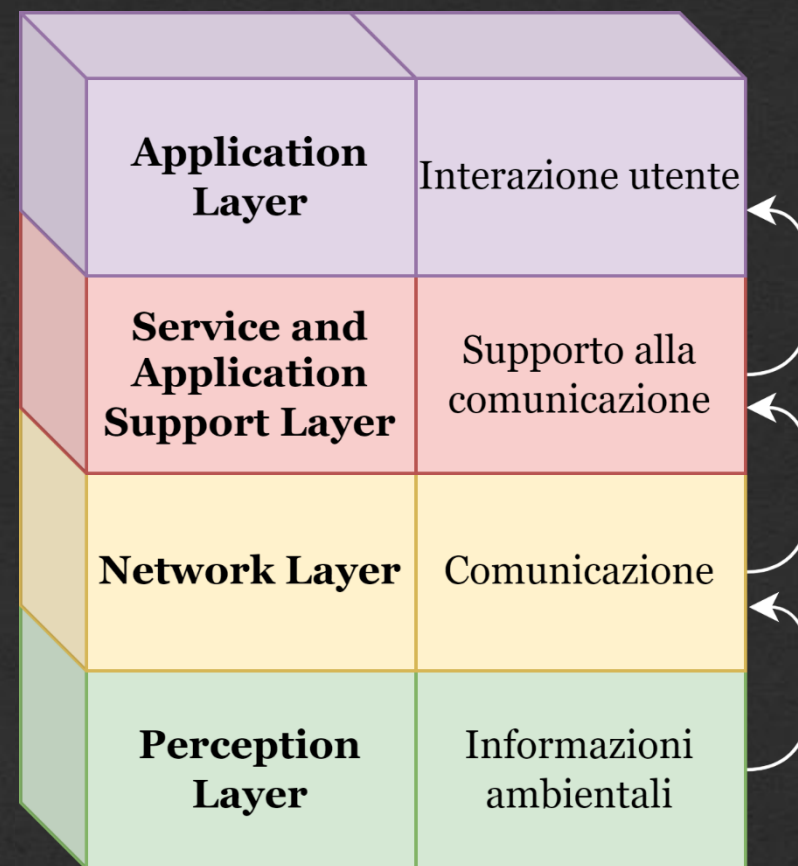 Application
Layer
Interazione utente
Service and
Application
Support Layer
Supporto alla
comunicazione
Network Layer
Comunicazione
Perception
Layer
Informazioni
ambientali